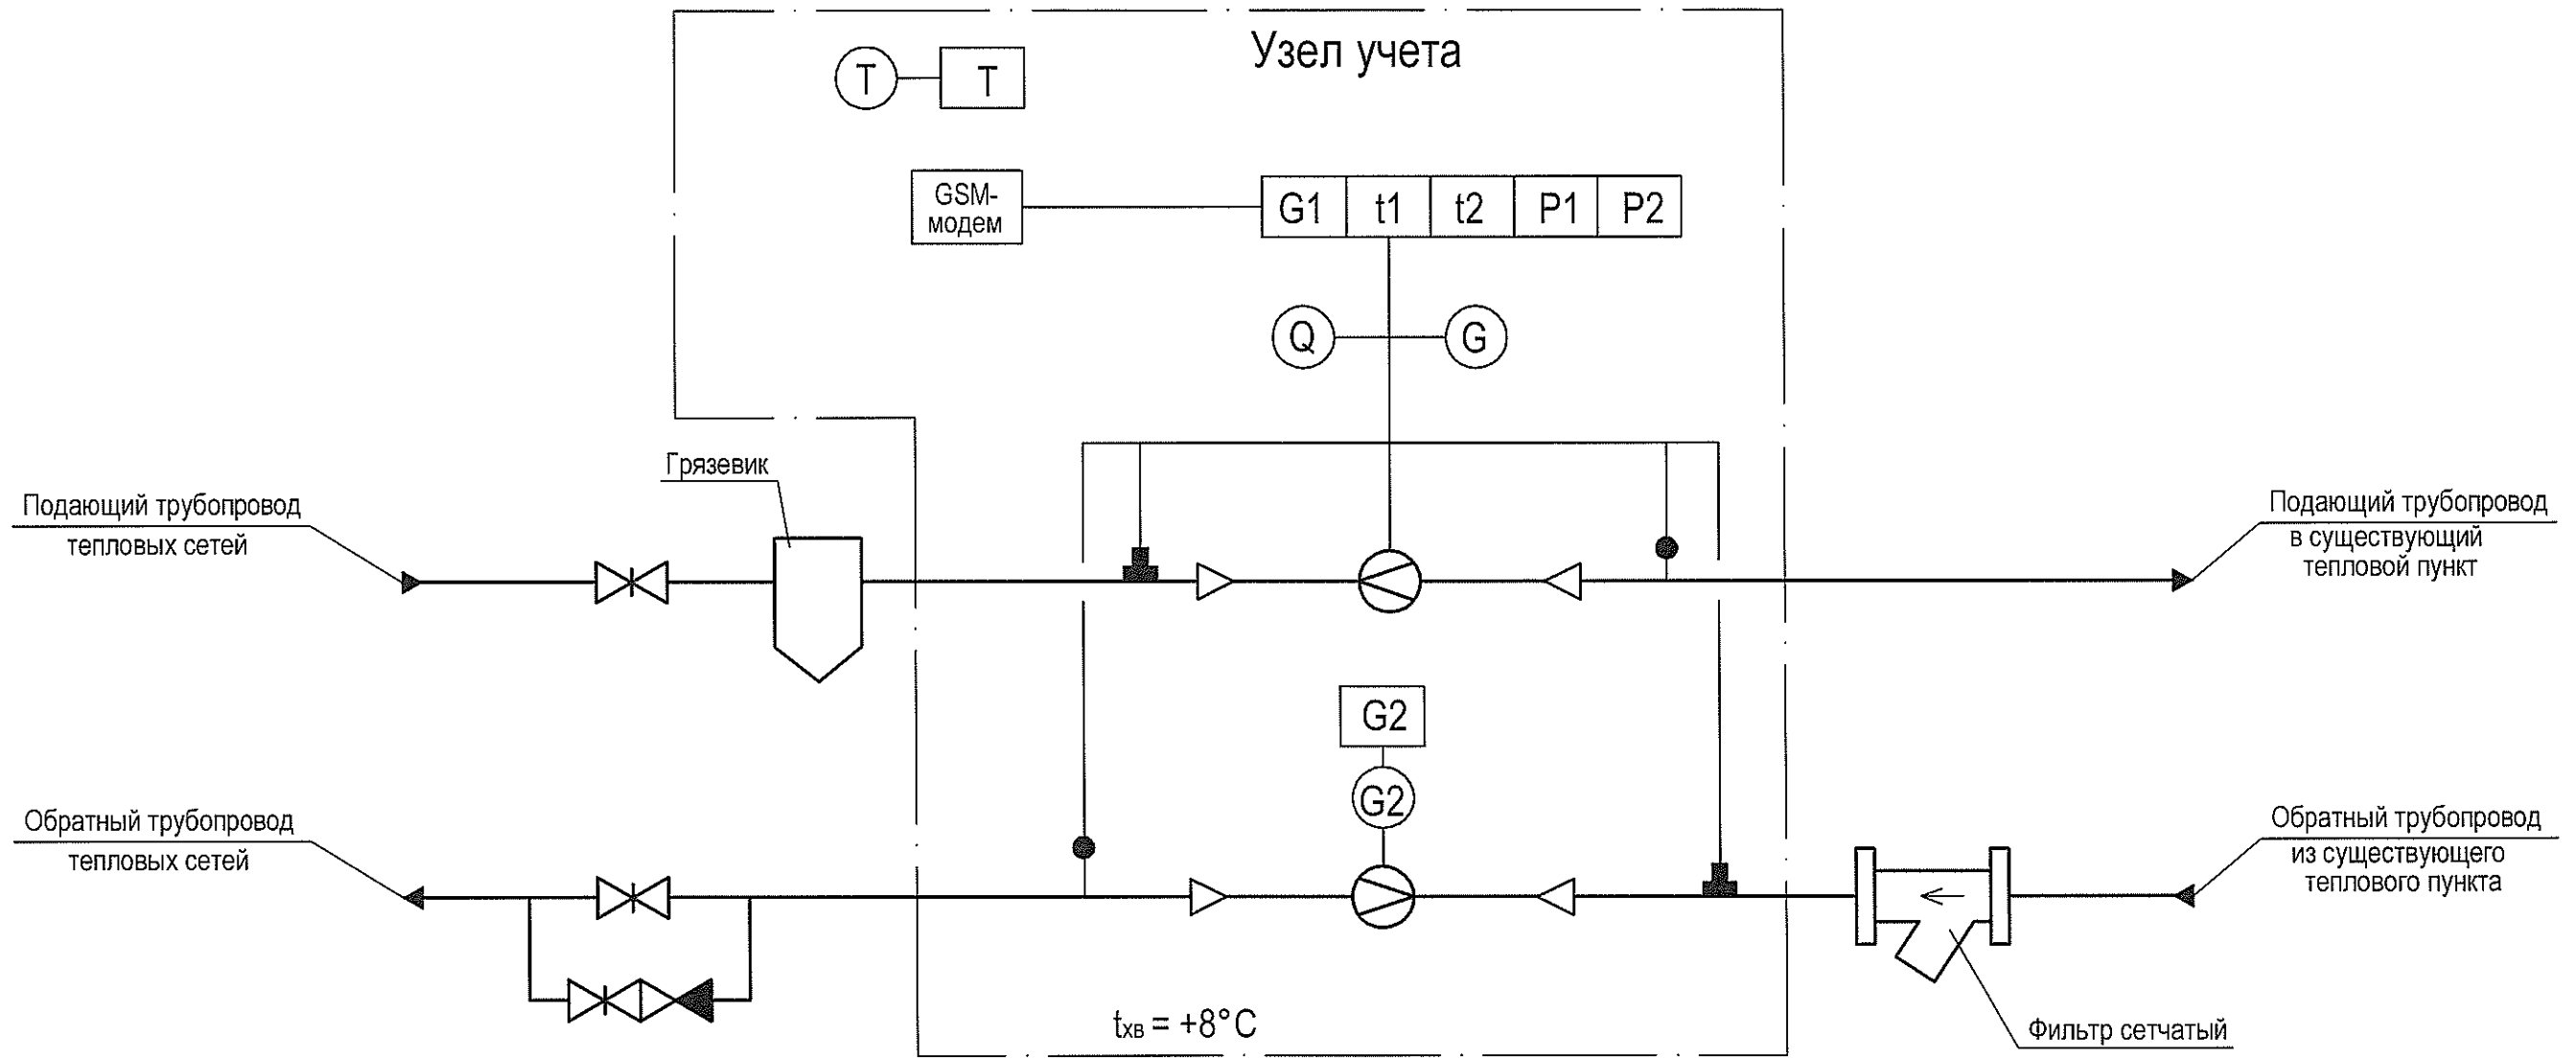 Узел учета
T
T
GSM-
модем
G1
t1
t2
P1
P2
Q
G
Грязевик
Подающий трубопровод
тепловых сетей
Подающий трубопровод
в существующий
тепловой пункт
G2
G2
Обратный трубопровод
тепловых сетей
Обратный трубопровод
из существующего
теплового пункта
tхв = +8°C
Фильтр сетчатый